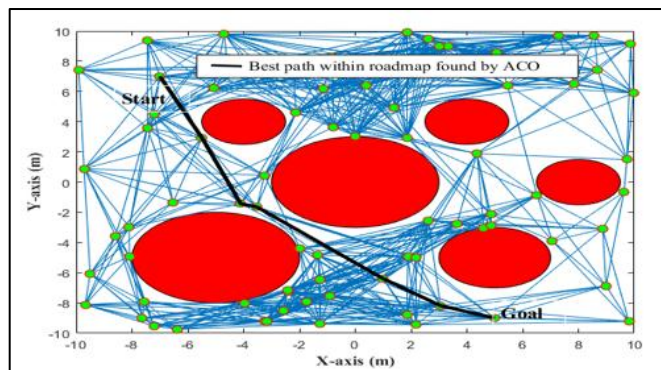 10
8
6
4
2
0
-2
-4
-6
-8
-10
Y-axis (m)
Best path within roadmap found by ACO
Start
Goal
-10 -8 -6 -4 -2 0 2 4 6 8 10
X-axis (m)